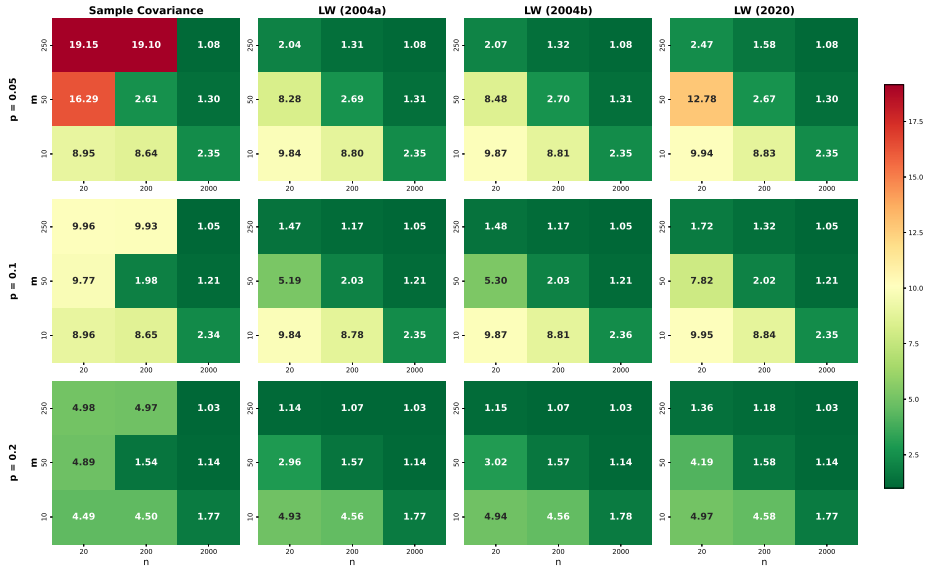 Sample Covariance LW (2004a) LW (2004b) LW (2020)
p = 0.05
m
250 19.15 19.10 1.08 250 2.04 1.31 1.08 250 2.07 1.32 1.08 250 2.47 1.58 1.08
50 16.29 2.61 1.30 50 8.28 2.69 1.31 50 8.48 2.70 1.31 50 12.78 2.67 1.30
10 8.95 8.64 2.35 10 9.84 8.80 2.35 10 9.87 8.81 2.35 10 9.94 8.83 2.35
20 200 2000 20 200 2000 20 200 2000 20 200 2000
p = 0.1
m
250 9.96 9.93 1.05 250 1.47 1.17 1.05 250 1.48 1.17 1.05 250 1.72 1.32 1.05
50 9.77 1.98 1.21 50 5.19 2.03 1.21 50 5.30 2.03 1.21 50 7.82 2.02 1.21
10 8.96 8.65 2.34 10 9.84 8.78 2.35 10 9.87 8.81 2.36 10 9.95 8.84 2.35
20 200 2000 20 200 2000 20 200 2000 20 200 2000
p = 0.2
m
250 4.98 4.97 1.03 250 1.14 1.07 1.03 250 1.15 1.07 1.03 250 1.36 1.18 1.03
50 4.89 1.54 1.14 50 2.96 1.57 1.14 50 3.02 1.57 1.14 50 4.19 1.58 1.14
10 4.49 4.50 1.77 10 4.93 4.56 1.77 10 4.94 4.56 1.78 10 4.97 4.58 1.77
20 200 2000 20 200 2000 20 200 2000 20 200 2000
n n n n
17.5
15.0
12.5
10.0
7.5
5.0
2.5